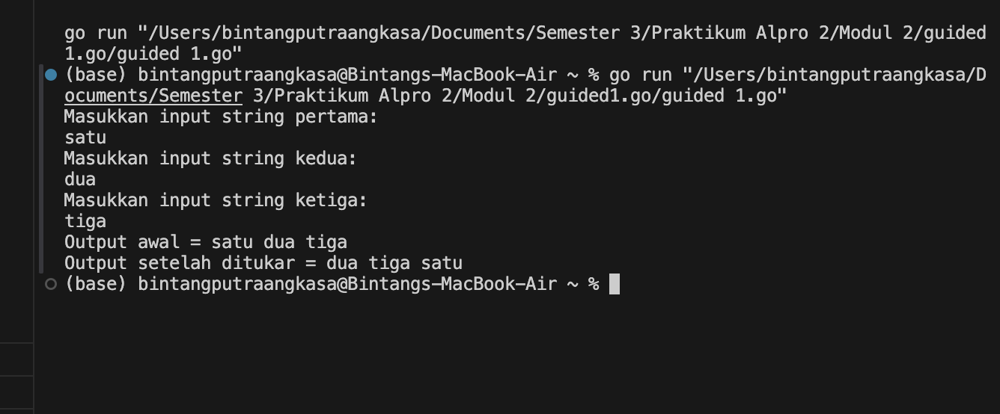 go run "/Users/bintangputraangkasa/Documents/Semester 3/Praktikum Alpro 2/Modul 2/guided
1.go/guided 1.go"
(base) bintangputraangkasa@Bintangs-MacBook-Air ~ % go run "/Users/bintangputraangkasa/D
ocuments/Semester 3/Praktikum Alpro 2/Modul 2/guided1.go/guided 1.go"
Masukkan input string pertama:
satu
Masukkan input string kedua:
dua
Masukkan input string ketiga:
tiga
Output awal = satu dua tiga
Output setelah ditukar = dua tiga satu
(base) bintangputraangkasa@Bintangs-MacBook-Air ~ %